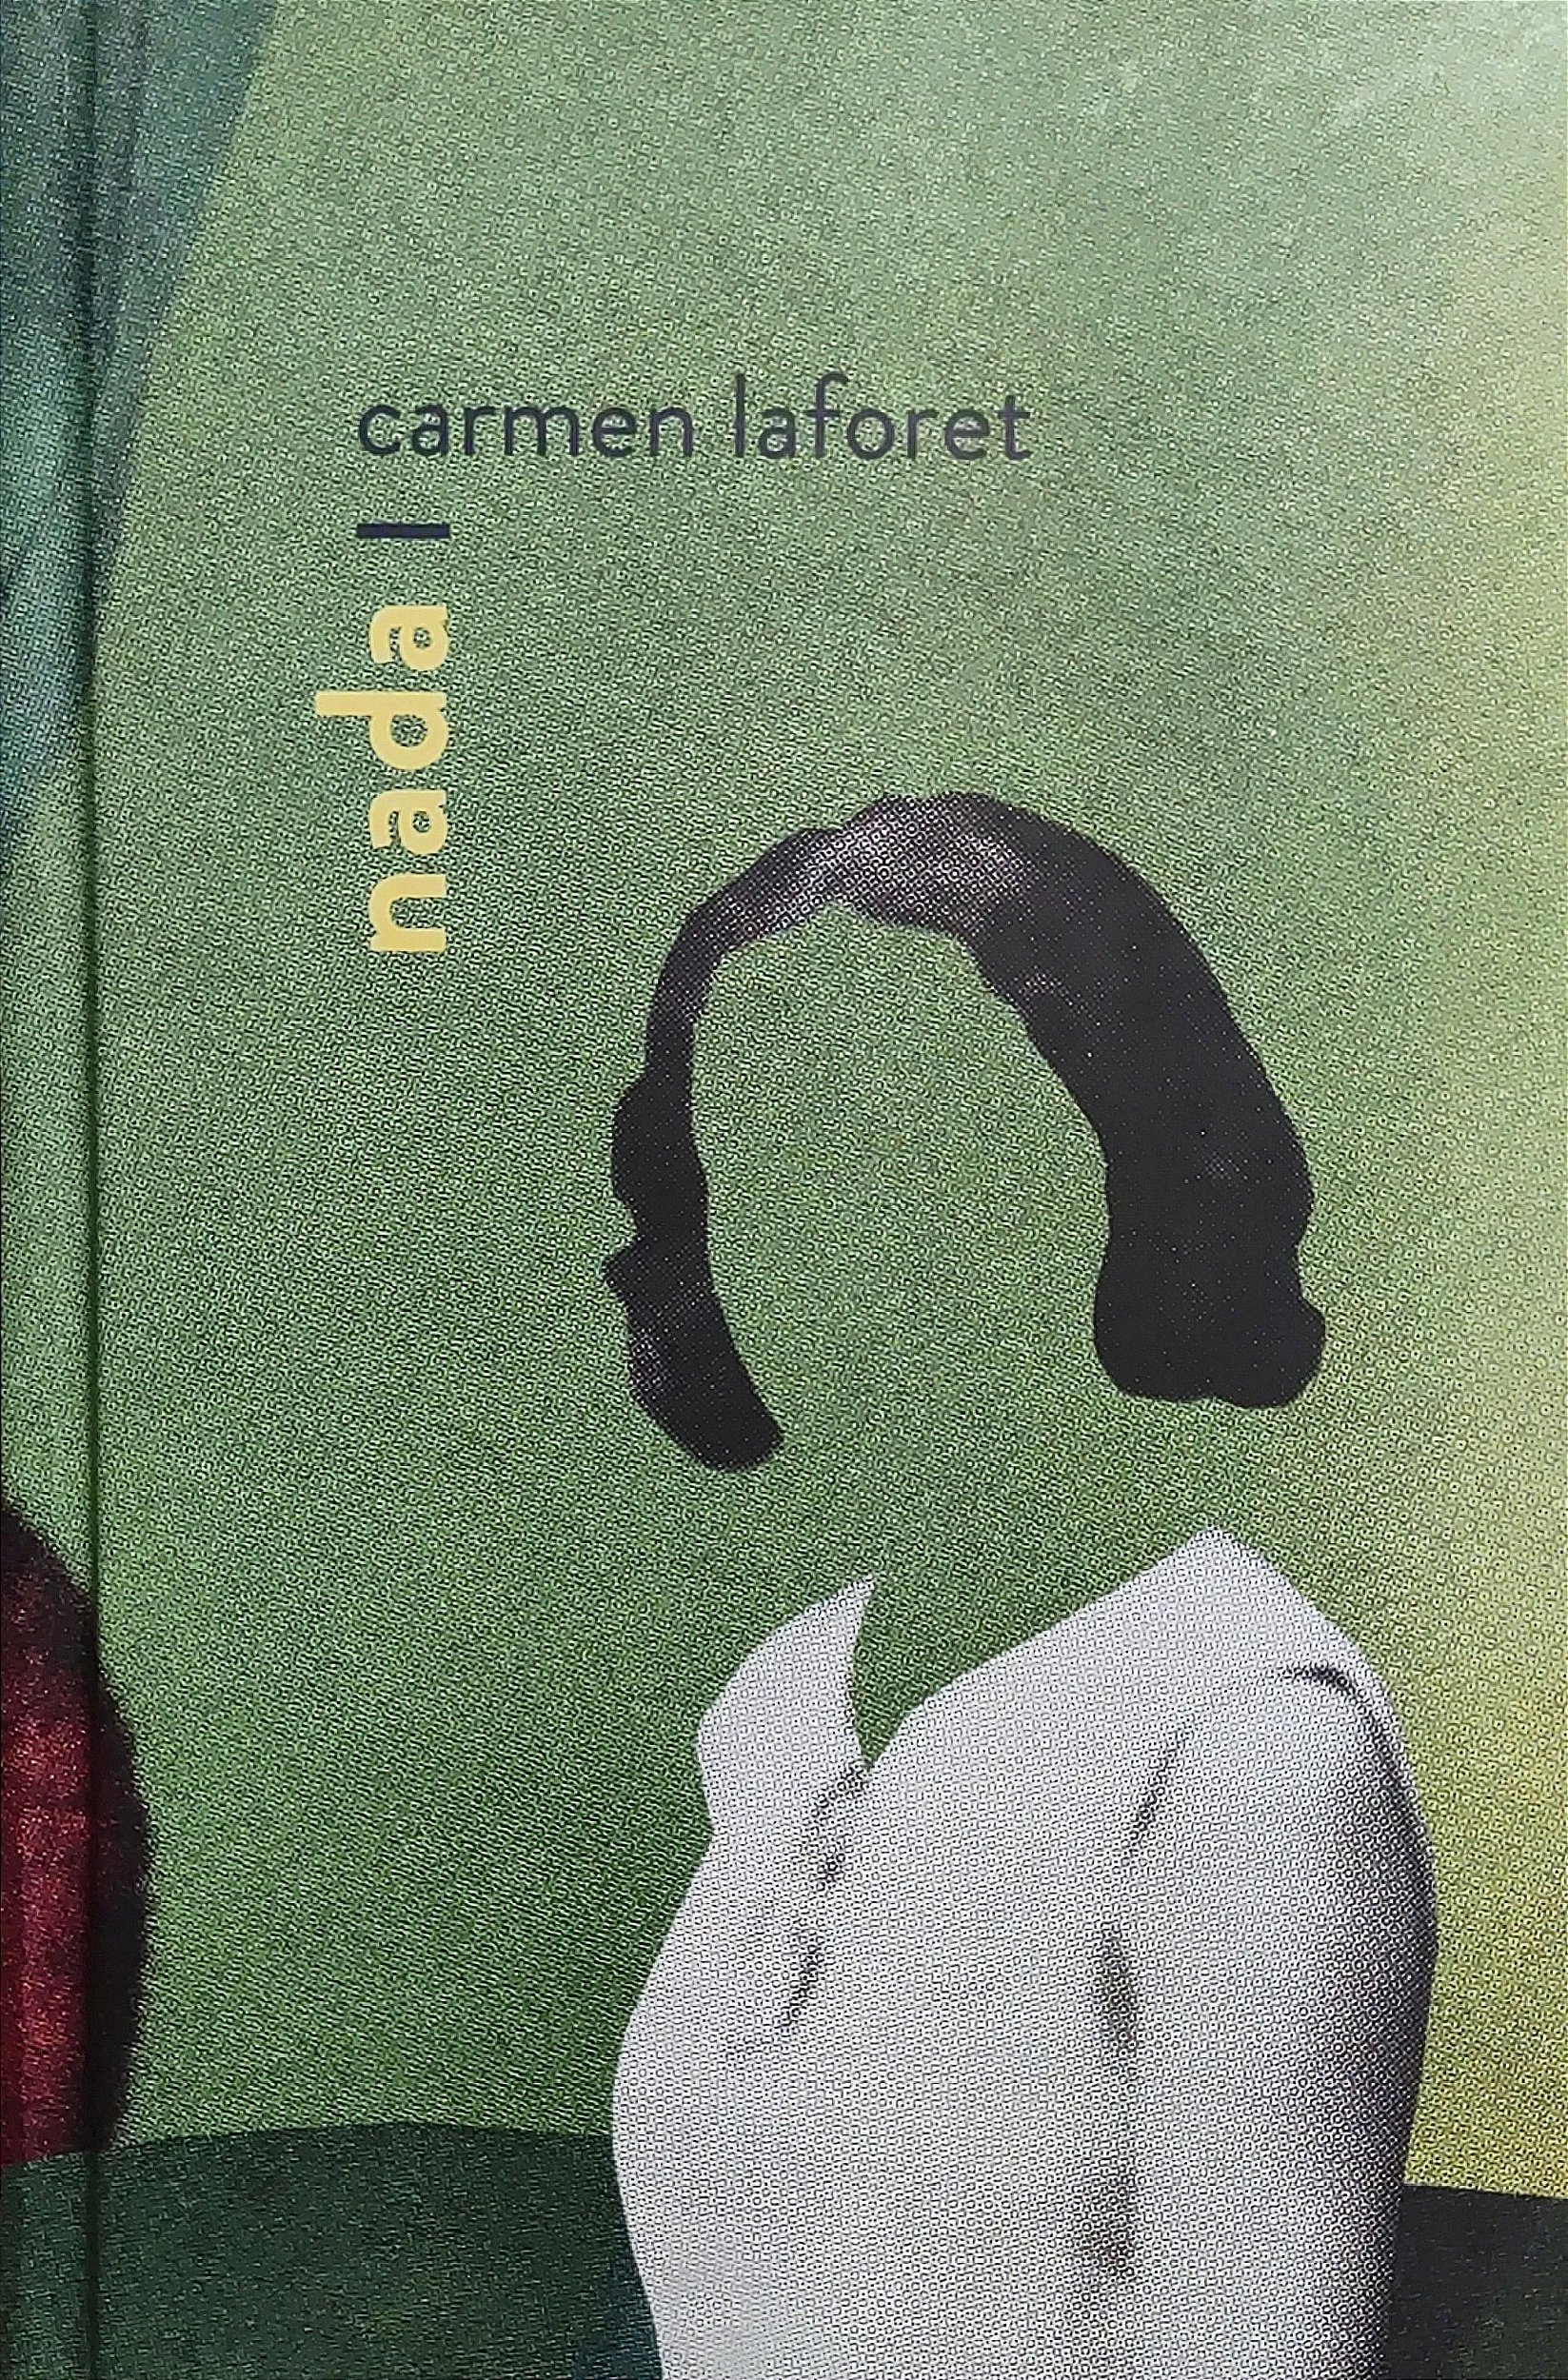 carmen laforet
nada